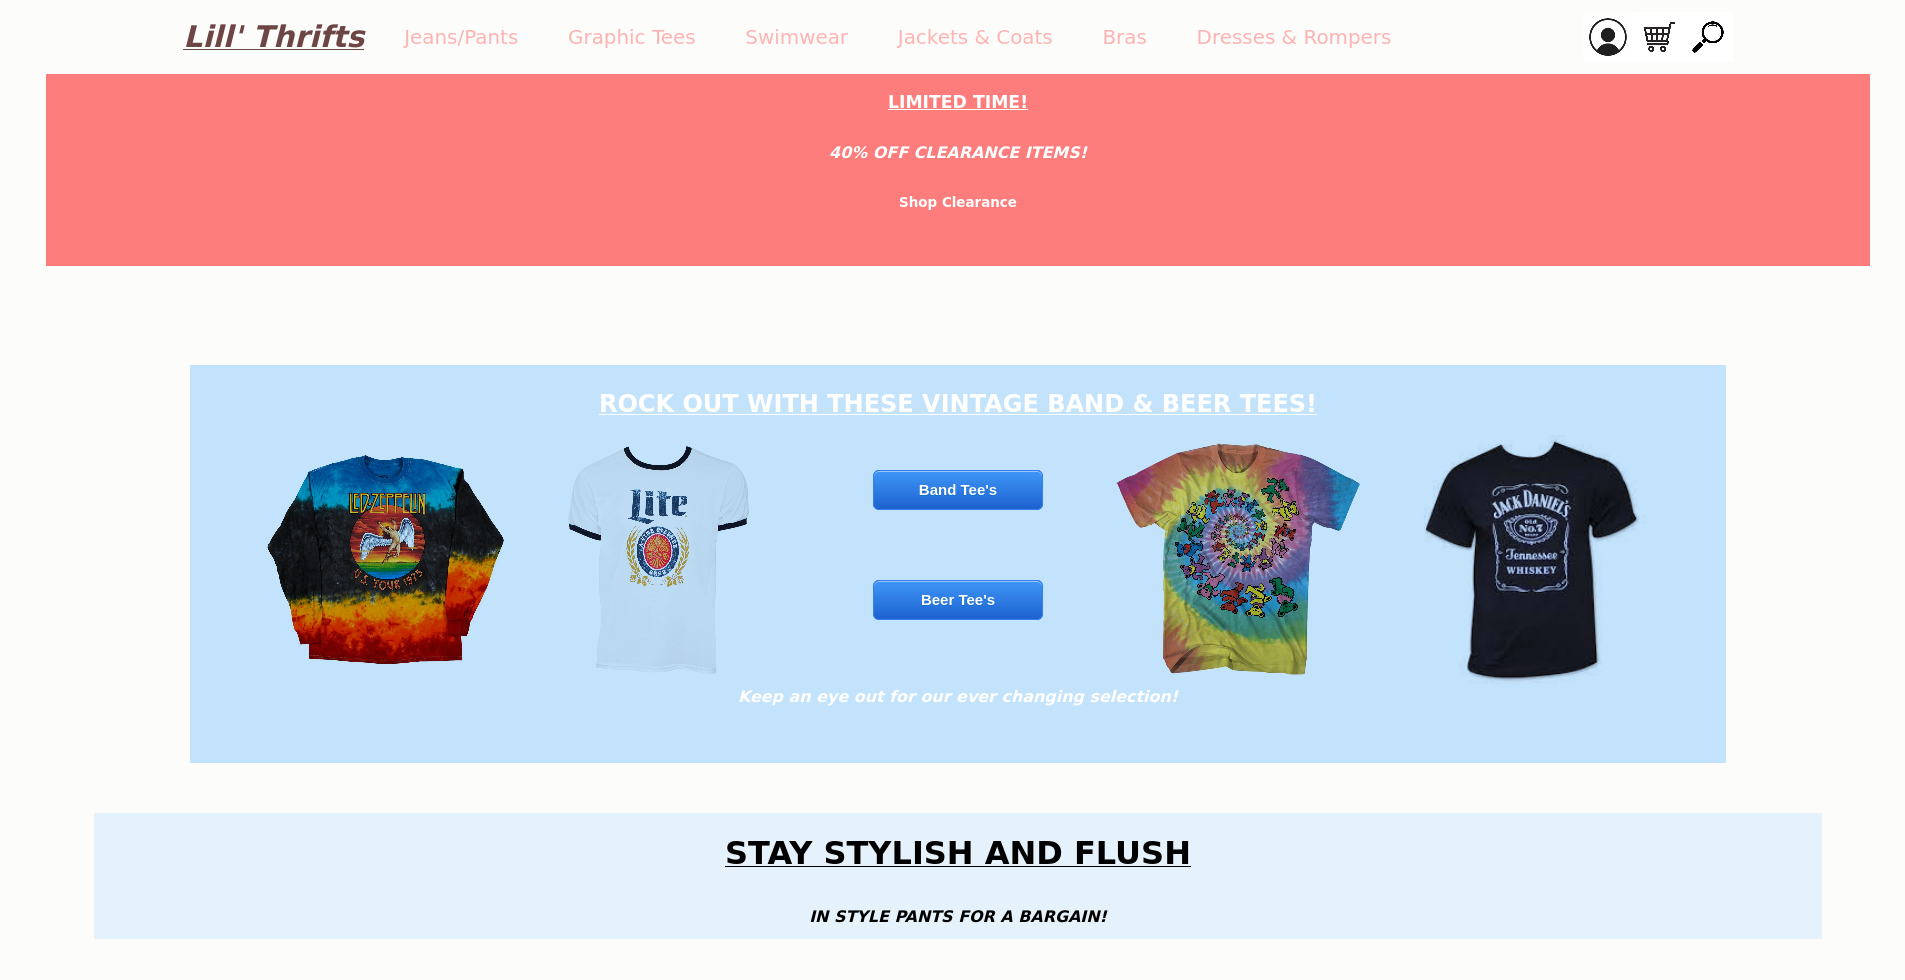 Lill' Thrifts
Jeans/Pants
Graphic Tees
Swimwear
Jackets & Coats
Bras
Dresses & Rompers
LIMITED TIME!
40% OFF CLEARANCE ITEMS!
Shop Clearance
ROCK OUT WITH THESE VINTAGE BAND & BEER TEES!
LED-ZEPPELIN
U.S. TOUR 1975
Lite
Band Tee's
Beer Tee's
JACK DANIEL'S
Old
No.7
Tennessee
WHISKEY
Keep an eye out for our ever changing selection!
STAY STYLISH AND FLUSH
IN STYLE PANTS FOR A BARGAIN!